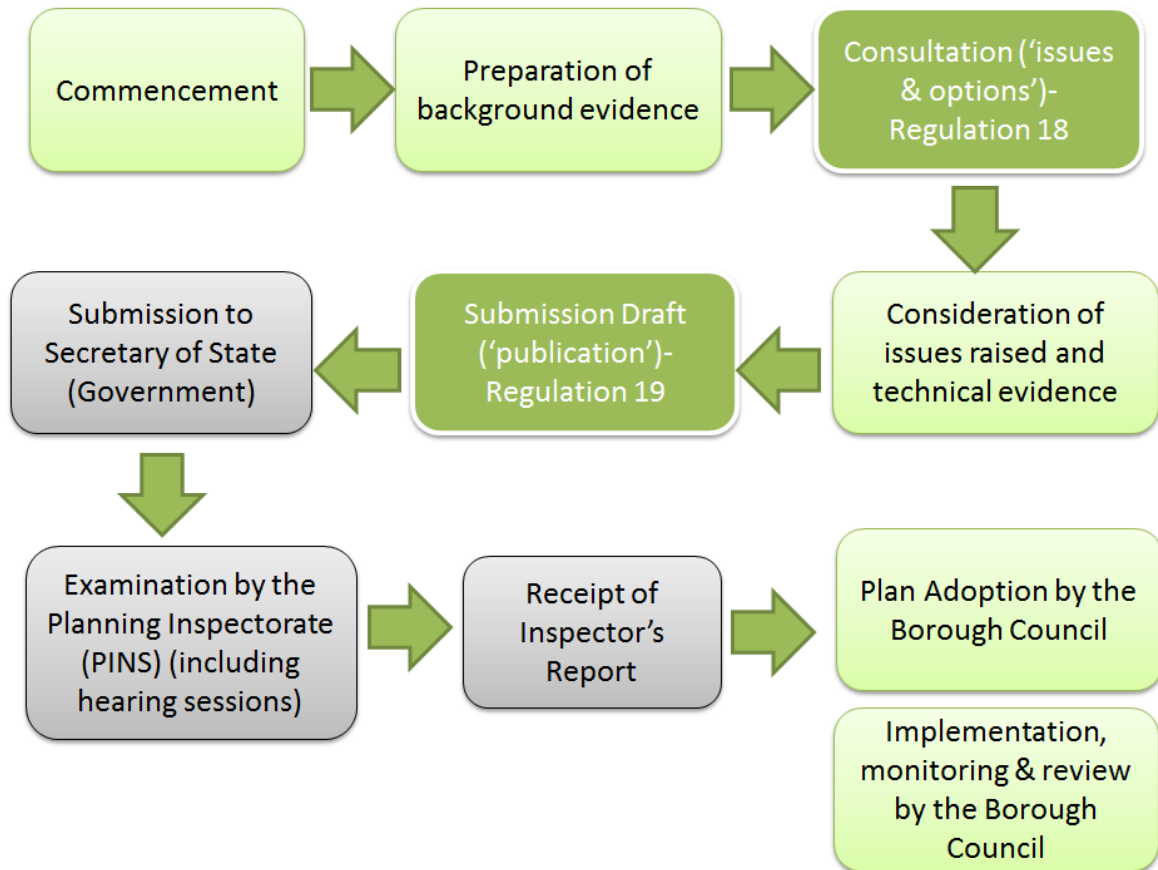 Commencement
Preparation of
background evidence
Consultation (‘issues
& options’)-
Regulation 18
Consideration of
issues raised and
technical evidence
Submission Draft
(‘publication’)-
Regulation 19
Submission to
Secretary of State
(Government)
Examination by the
Planning Inspectorate
(PINS) (including
hearing sessions)
Receipt of
Inspector’s
Report
Plan Adoption by the
Borough Council
Implementation,
monitoring & review
by the Borough
Council